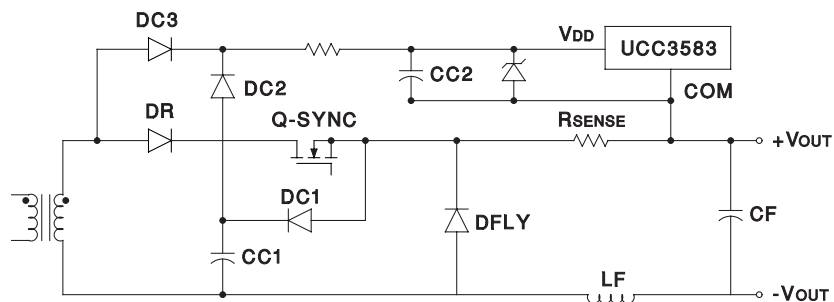 DC3
VDD
UCC3583
DC2
CC2
COM
DR
Q-SYNC
RSENSE
+VOUT
DC1
DFLY
CF
CC1
LF
-VOUT